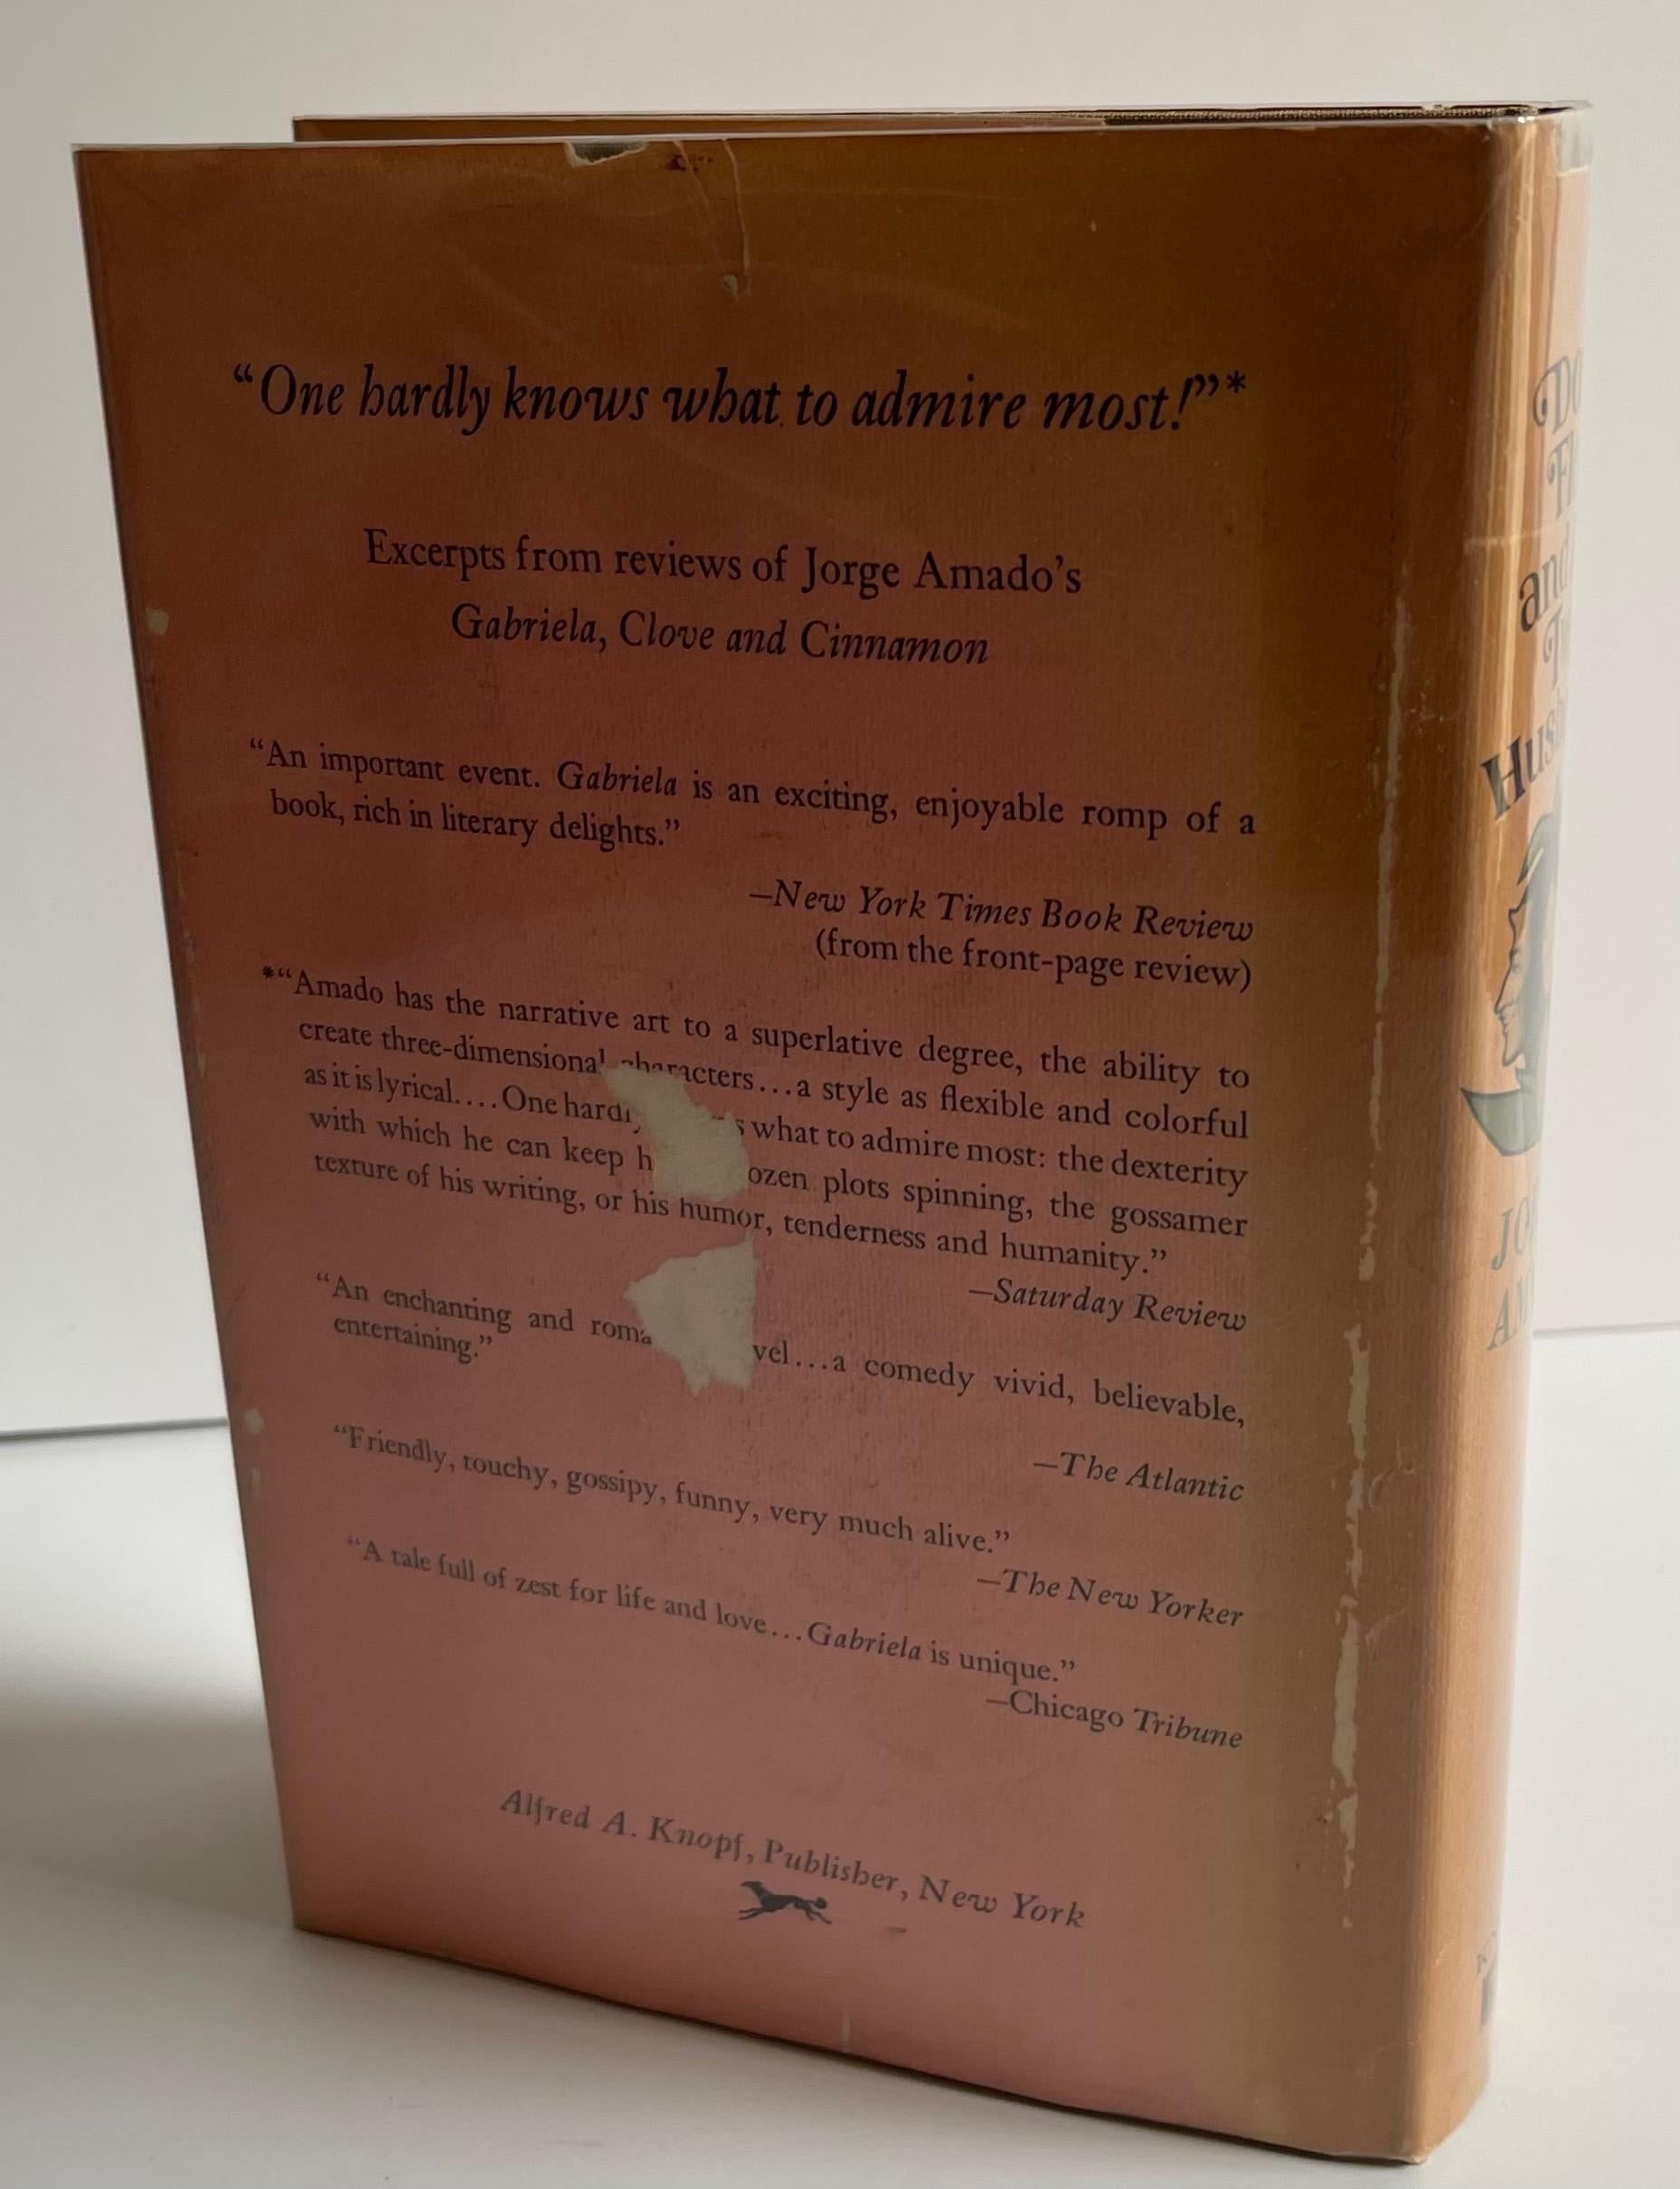 “One hardly knows what to admire most!”*
Excerpts from reviews of Jorge Amado’s
Gabriela, Clove and Cinnamon
“An important event. Gabriela is an exciting, enjoyable romp of a
book, rich in literary delights.”
—New York Times Book Review
(from the front-page review)
*“Amado has the narrative art to a superlative degree, the ability to
create three-dimensional characters...a style as flexible and colorful
as it is lyrical....One hardly what to admire most: the dexterity
with which he can keep plots spinning, the gossamer
texture of his writing, or his humor, tenderness and humanity.”
—Saturday Review
“An enchanting and ...a comedy vivid, believable,
entertaining.”
—The Atlantic
“Friendly, touchy, gossipy, funny, very much alive.”
—The New Yorker
“A tale full of zest for life and love...Gabriela is unique.”
—Chicago Tribune
Alfred A. Knopf, Publisher, New York
and